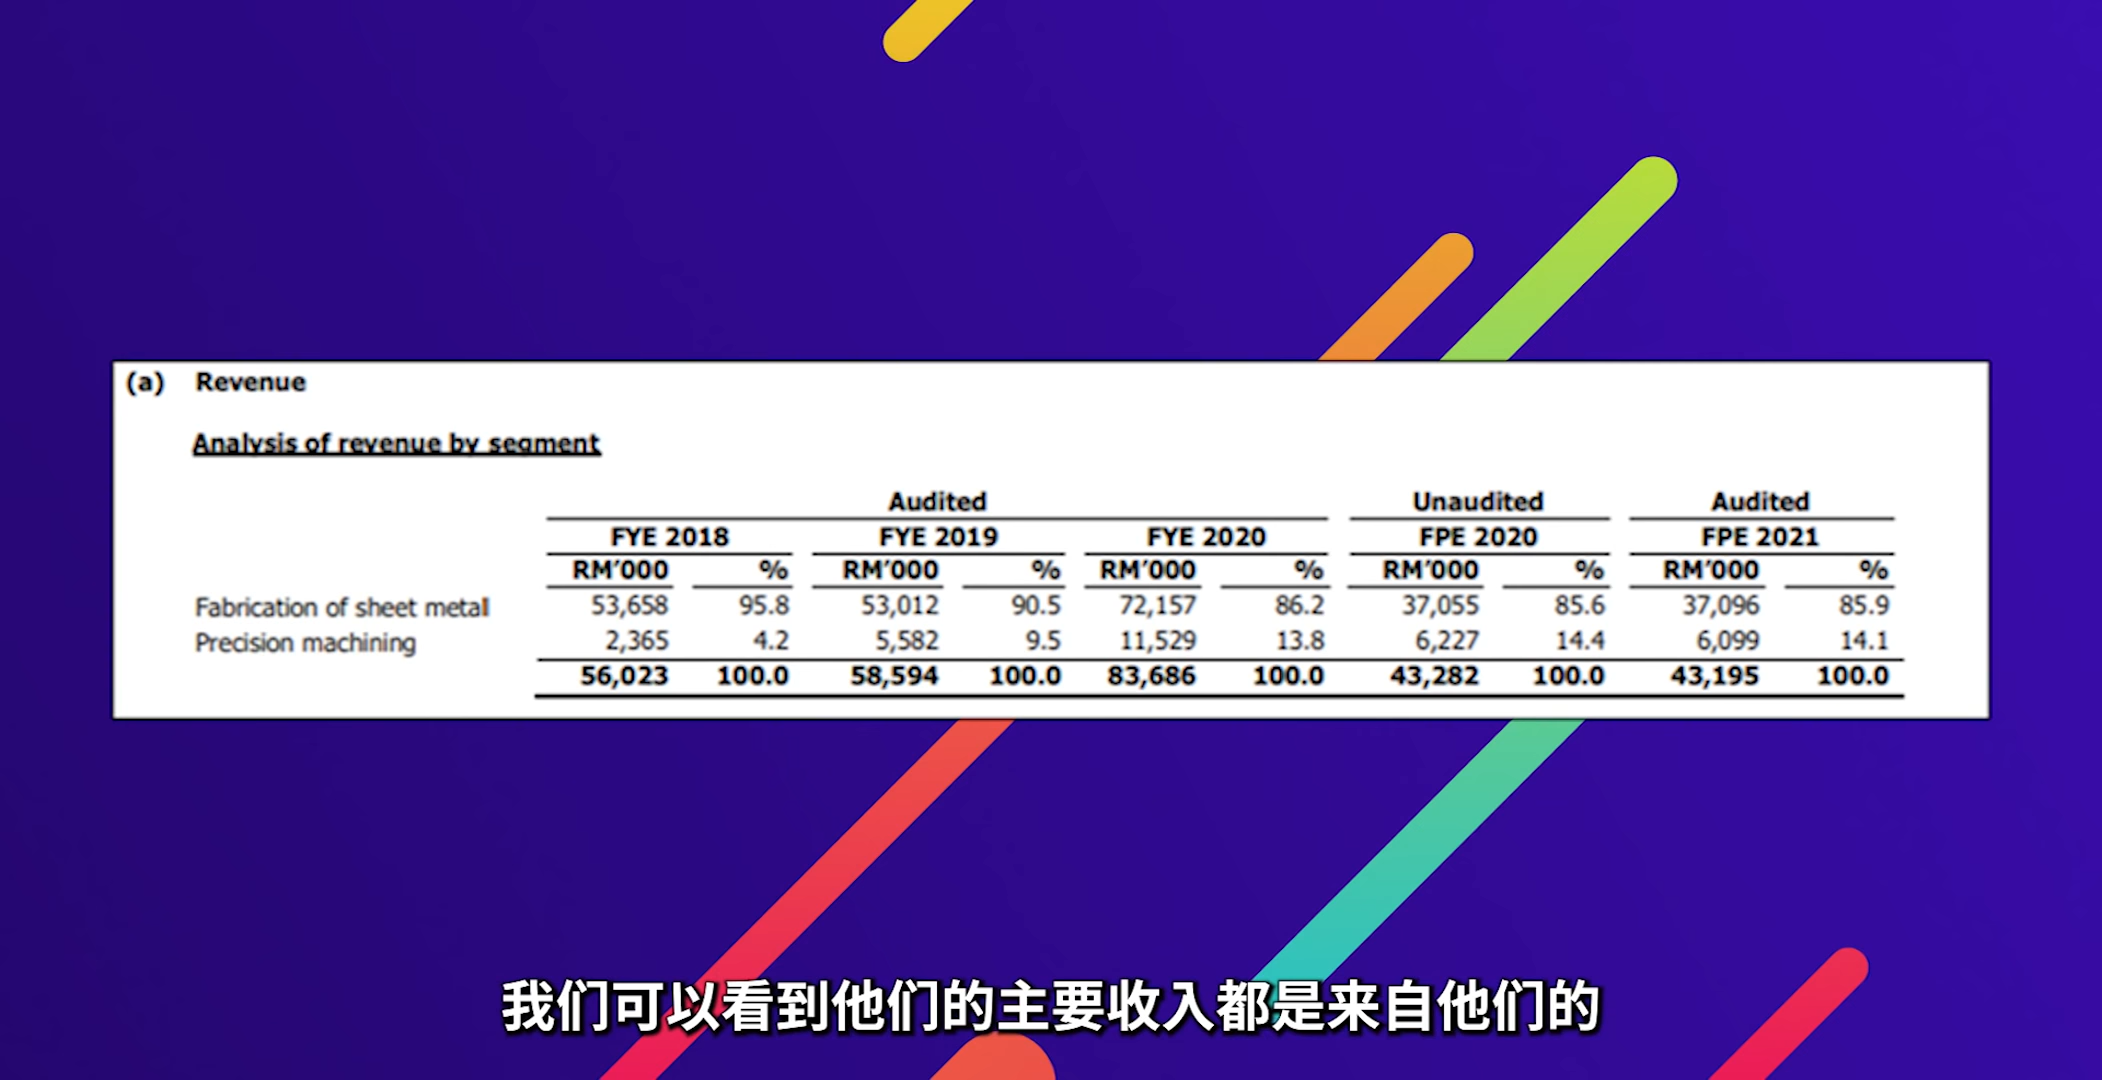 (a) Revenue
Analysis of revenue by segment
Audited Unaudited Audited
FYE 2018 FYE 2019 FYE 2020 FPE 2020 FPE 2021
RM'000 % RM'000 % RM'000 % RM'000 % RM'000 %
Fabrication of sheet metal 53,658 95.8 53,012 90.5 72,157 86.2 37,055 85.6 37,096 85.9
Precision machining 2,365 4.2 5,582 9.5 11,529 13.8 6,227 14.4 6,099 14.1
56,023 100.0 58,594 100.0 83,686 100.0 43,282 100.0 43,195 100.0
我们可以看到他们的主要收入都是来自他们的